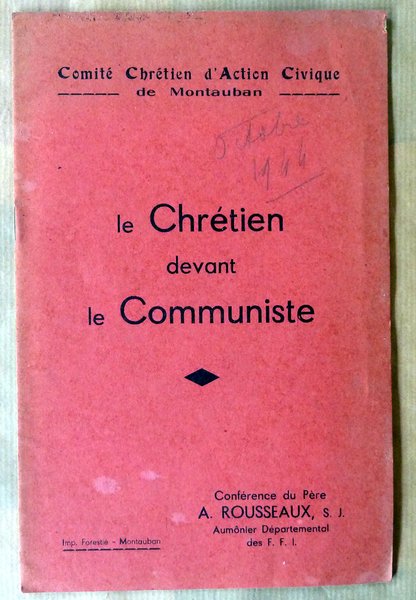 Comité Chrétien d'Action Civique
de Montauban
Octobre
1944
le Chrétien
devant
le Communiste
Conférence du Père
A. ROUSSEAUX, S. J.
Aumônier Départemental
des F. F. I.
Imp. Forestié - Montauban